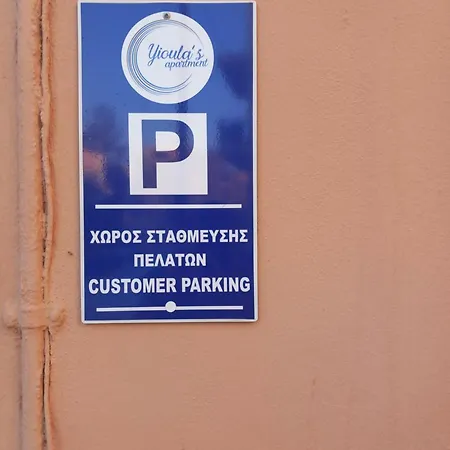 Yioula's
apartment
P
ΧΩΡΟΣ ΣΤΑΘΜΕΥΣΗΣ
ΠΕΛΑΤΩΝ
CUSTOMER PARKING